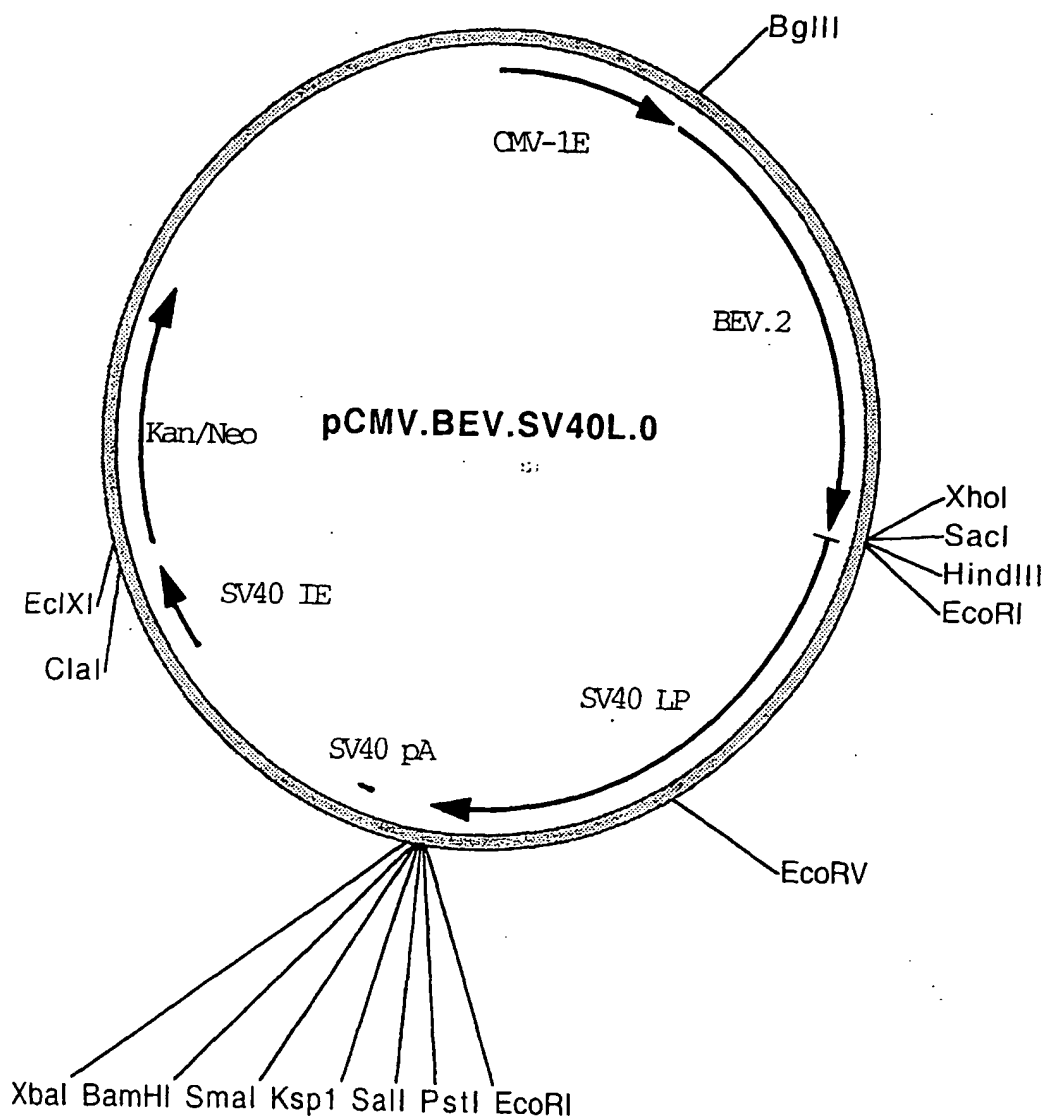 BglII
CMV-1E
BEV.2
pCMV.BEV.SV40L.0
Kan/Neo
XhoI
SacI
HindIII
EcoRI
SV40 IE
EclXI
ClaI
SV40 LP
SV40 pA
EcoRV
XbaI BamHI SmaI Ksp1 SalI PstI EcoRI